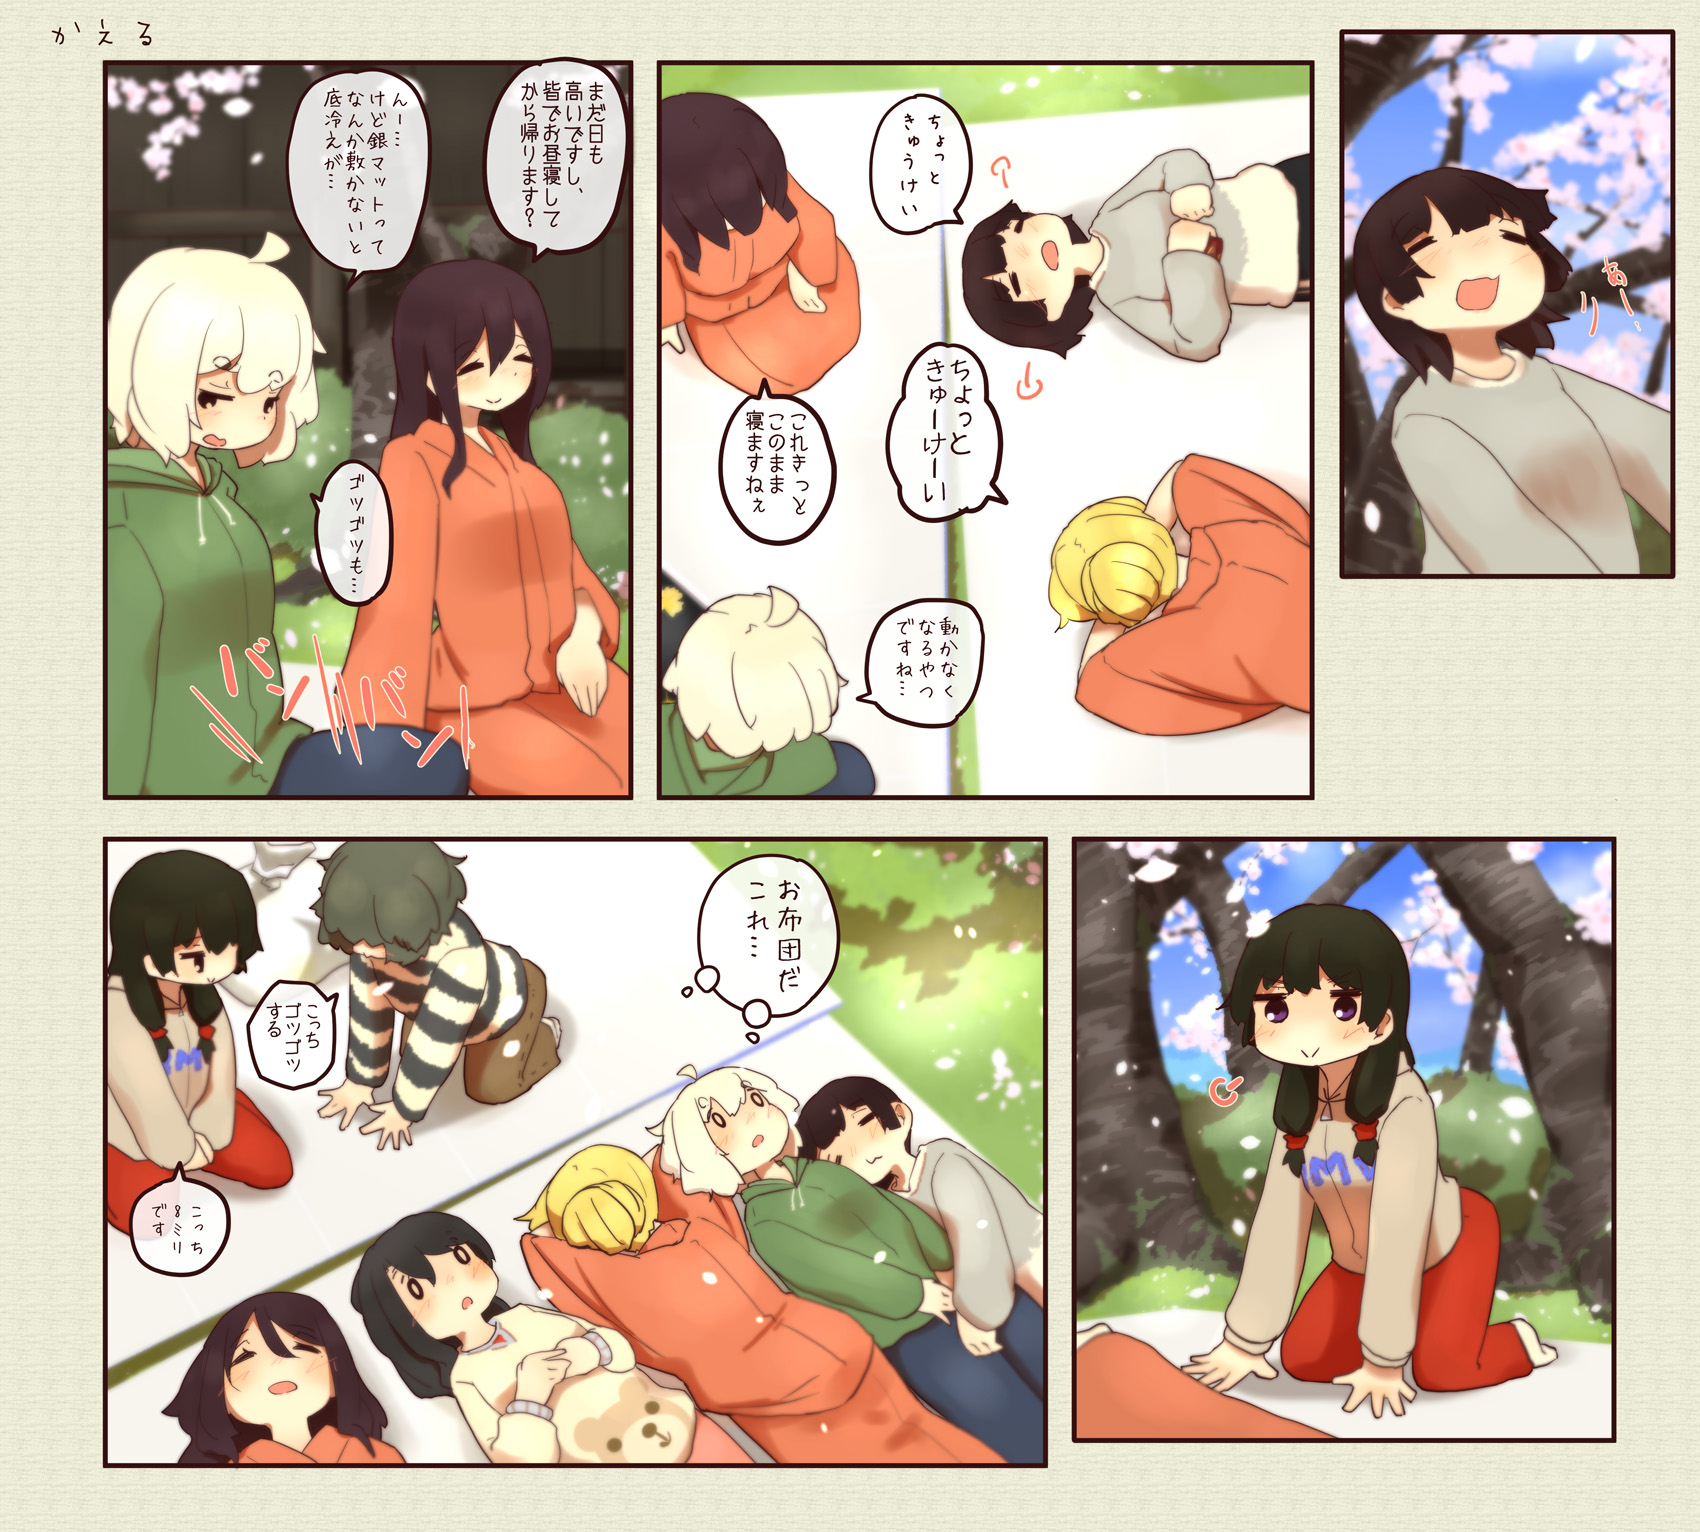 かえる
あー
ちょっと
きゅうけい
ちょっと
きゅーけーい
これきっと
このまま
寝ますねぇ
動かなく
なるやつ
ですね…
まだ日も
高いですし、
皆でお昼寝して
から帰ります?
んー…
けど銀マットって
なんか敷かないと
底冷えが…
ゴツゴツも…
バンバン
お布団だ
これ…
こっち
ゴツゴツ
する
こっち
8ミリ
です
MV